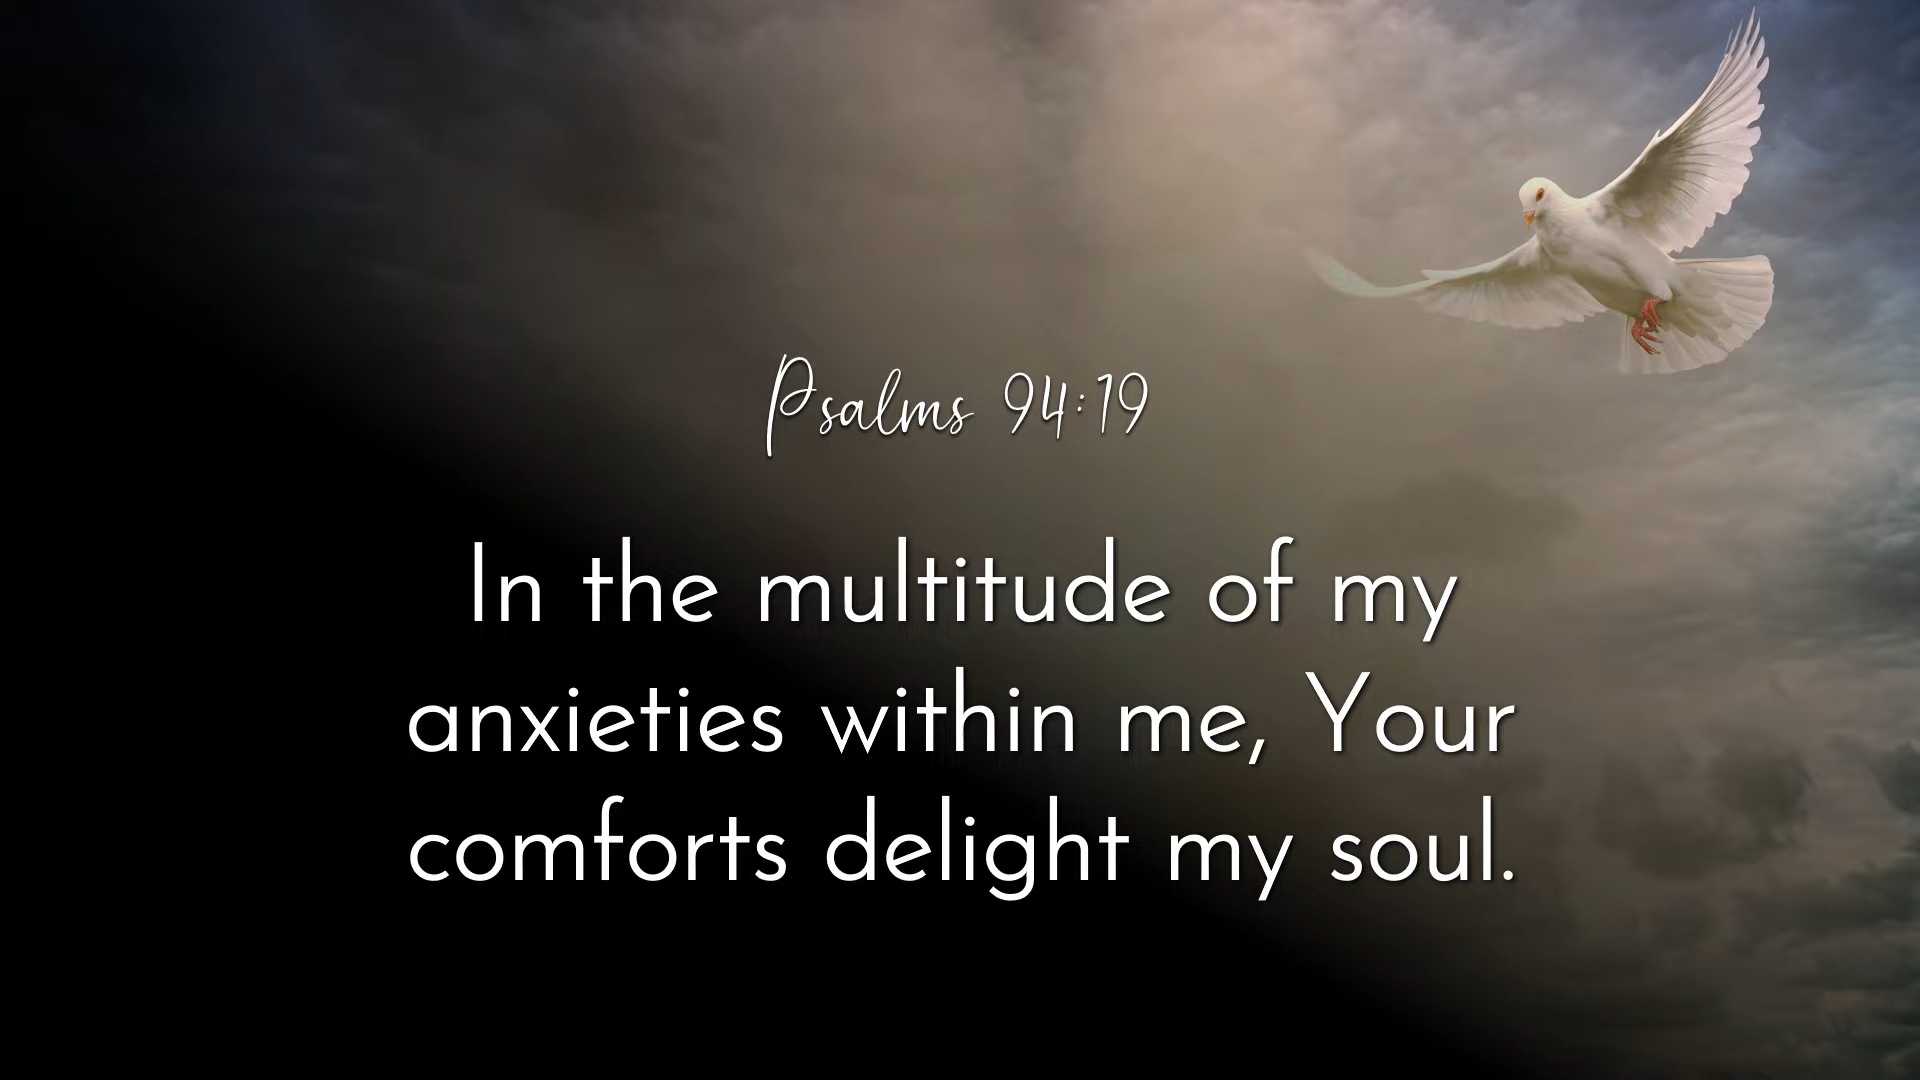 Psalms 94:19
In the multitude of my
anxieties within me, Your
comforts delight my soul.